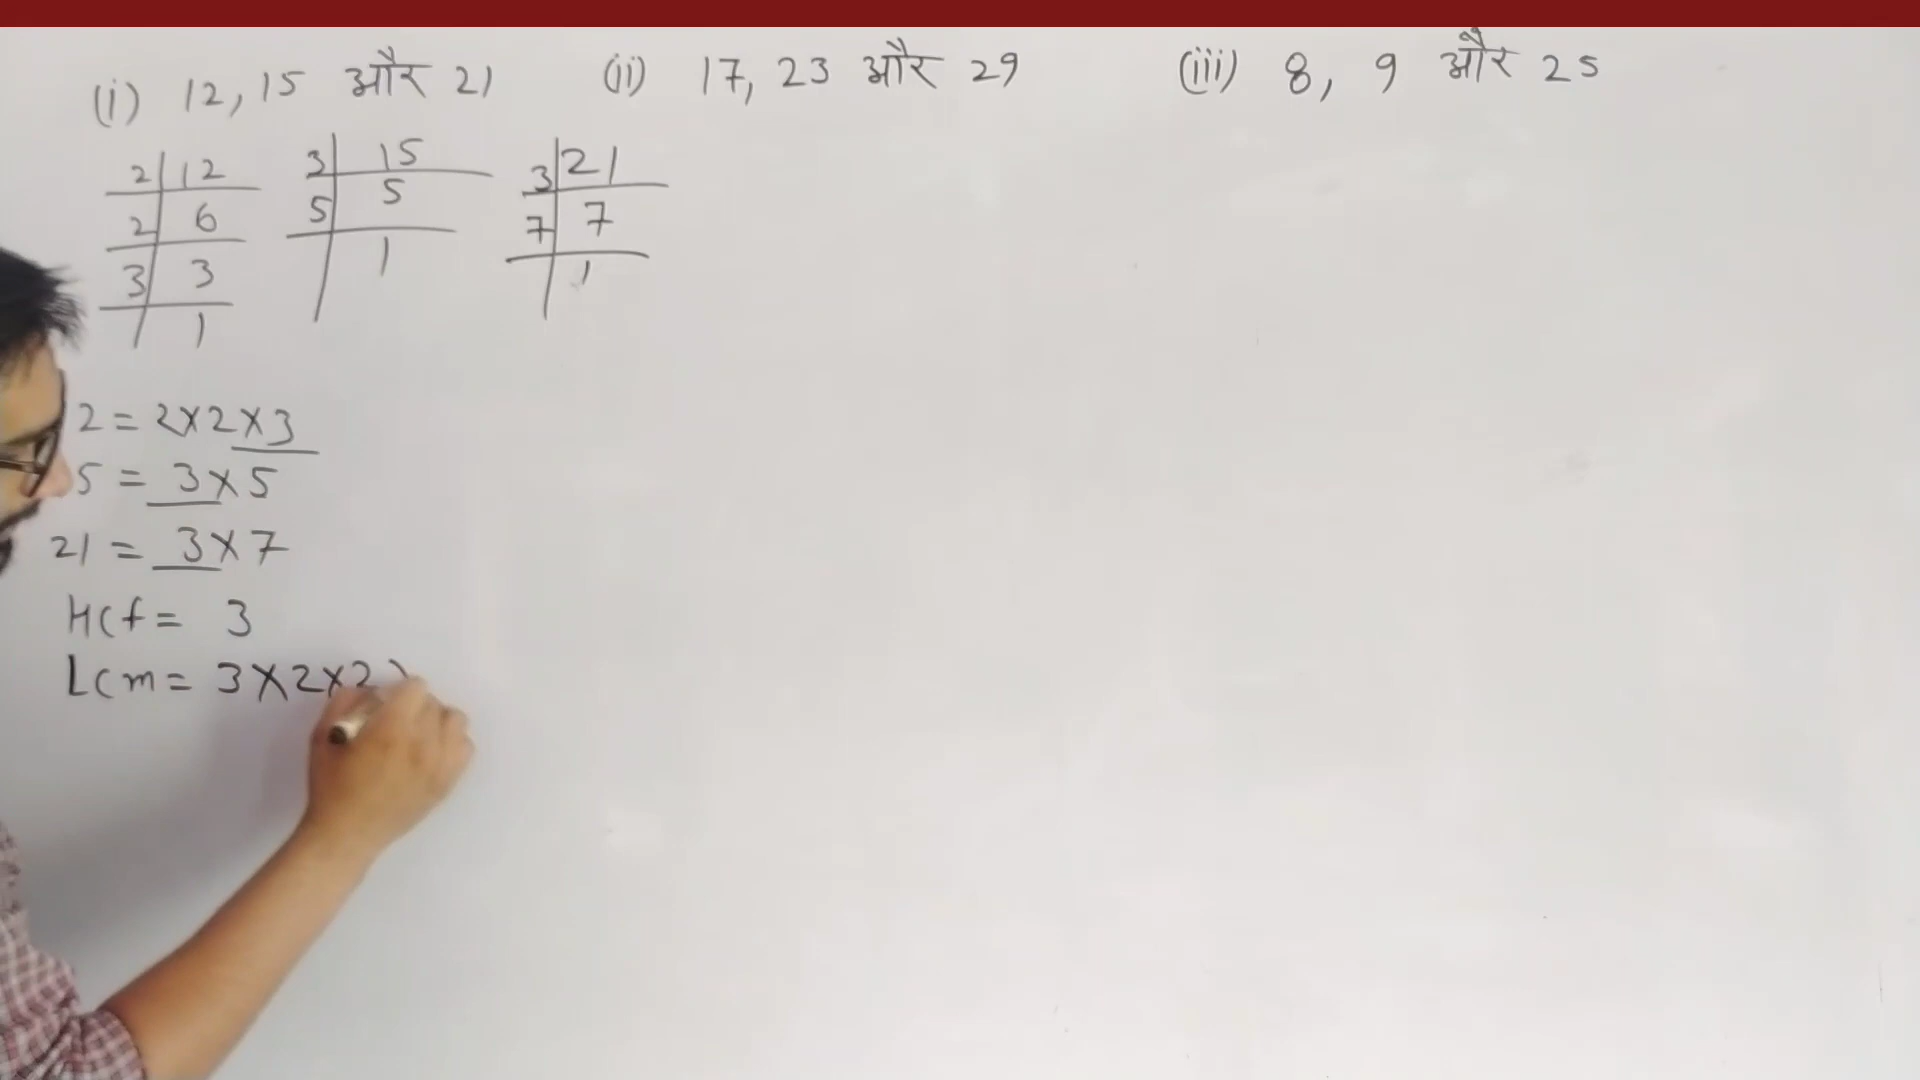 (i) 12, 15 और 21 (ii) 17, 23 और 29 (iii) 8, 9 और 25
2 12 3 15 3 21
2 6 5 5 7 7
3 3 1 1
1
2 = 2×2×3
5 = 3×5
21 = 3×7
HCf = 3
LCm = 3×2×2